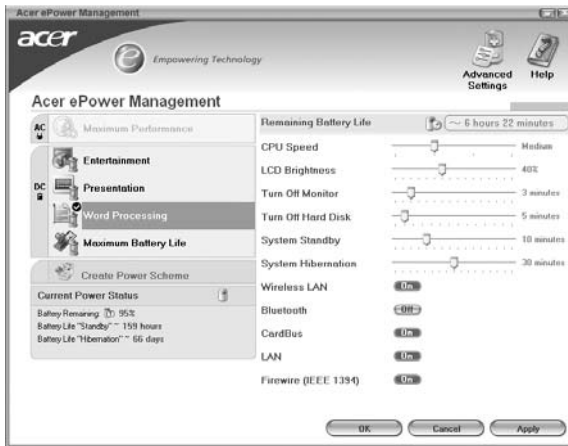 Acer ePower Management
acer
Empowering Technology
Advanced Settings
Help
Acer ePower Management
AC
Maximum Performance
DC
Entertainment
Presentation
Word Processing
Maximum Battery Life
Create Power Scheme
Current Power Status
Battery Remaining: 95%
Battery Life "Standby" ~ 159 hours
Battery Life "Hibernation" ~ 66 days
Remaining Battery Life ~ 6 hours 22 minutes
CPU Speed Medium
LCD Brightness 40%
Turn Off Monitor 3 minutes
Turn Off Hard Disk 5 minutes
System Standby 10 minutes
System Hibernation 30 minutes
Wireless LAN On
Bluetooth Off
CardBus On
LAN On
Firewire (IEEE 1394) On
OK Cancel Apply